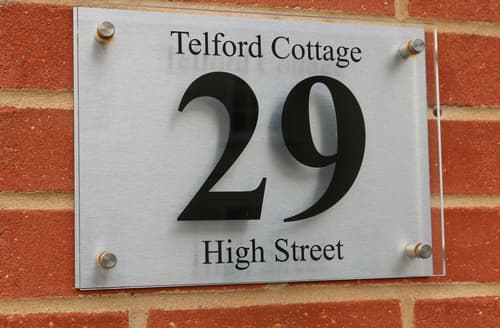 Telford Cottage
29
High Street